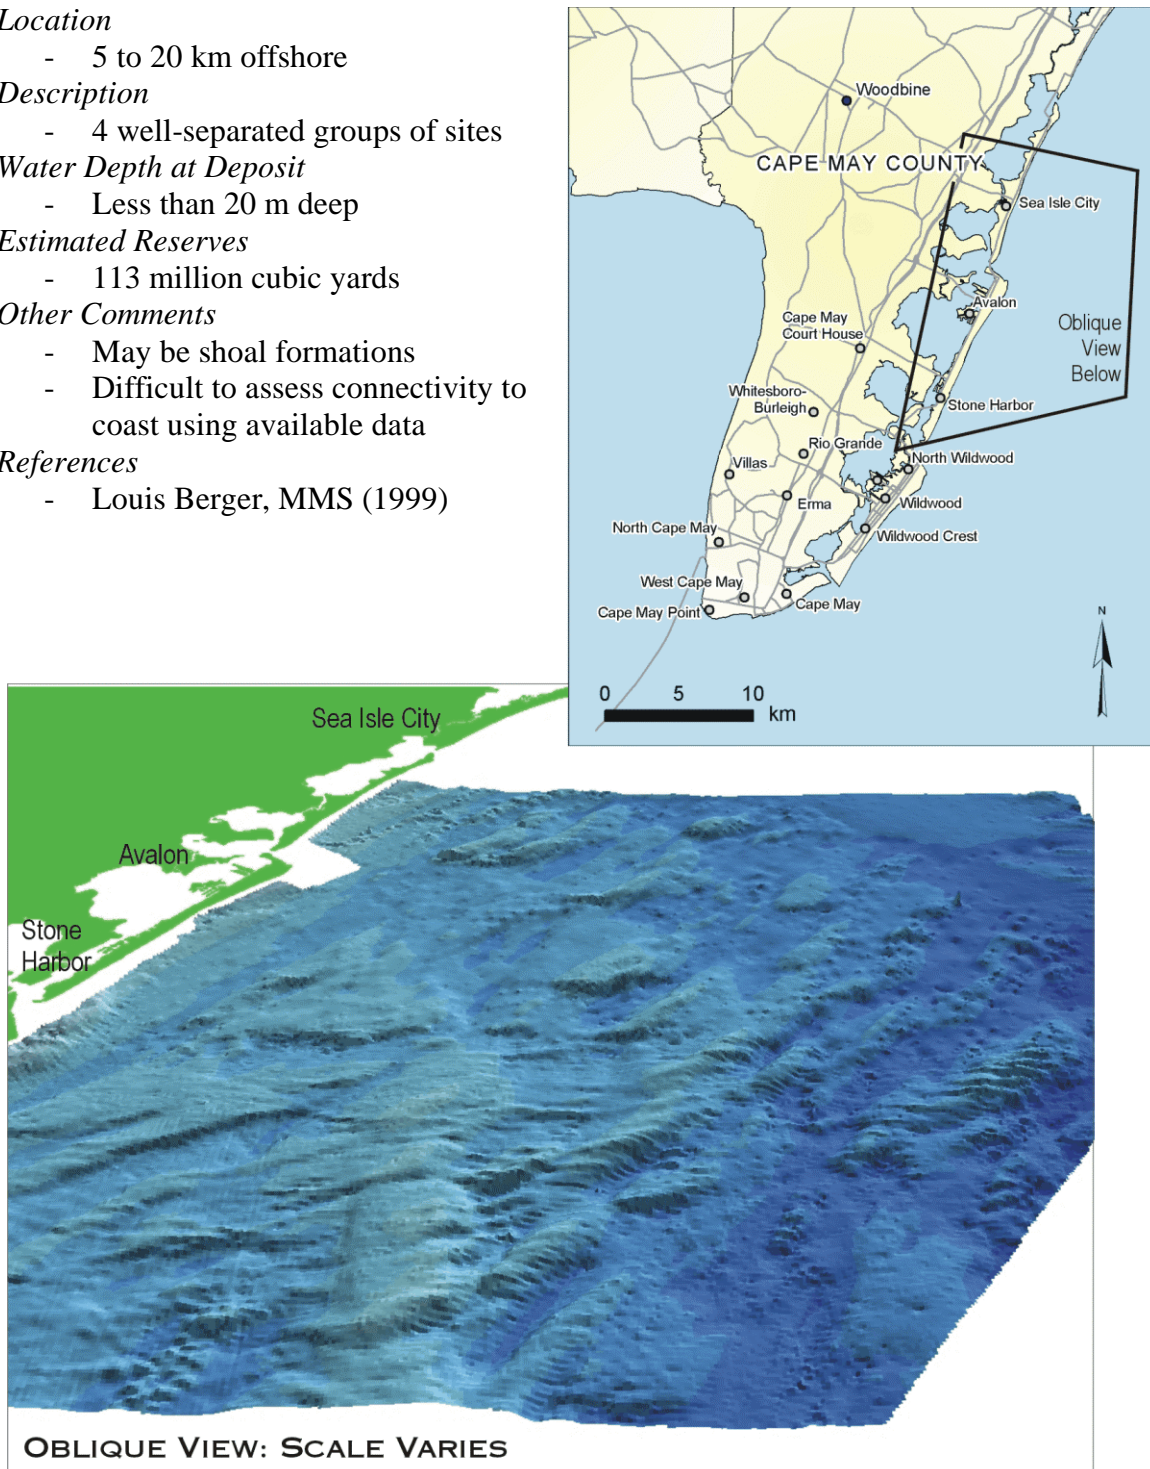 Location
- 5 to 20 km offshore
Description
- 4 well-separated groups of sites
Water Depth at Deposit
- Less than 20 m deep
Estimated Reserves
- 113 million cubic yards
Other Comments
- May be shoal formations
- Difficult to assess connectivity to
coast using available data
References
- Louis Berger, MMS (1999)
Woodbine
CAPE MAY COUNTY
Sea Isle City
Avalon
Oblique
View
Below
Cape May
Court House
Whitesboro-
Burleigh
Stone Harbor
Rio Grande
North Wildwood
Villas
Erma
Wildwood
North Cape May
Wildwood Crest
West Cape May
Cape May
Cape May Point
N
0 5 10
km
Sea Isle City
Avalon
Stone
Harbor
OBLIQUE VIEW: SCALE VARIES